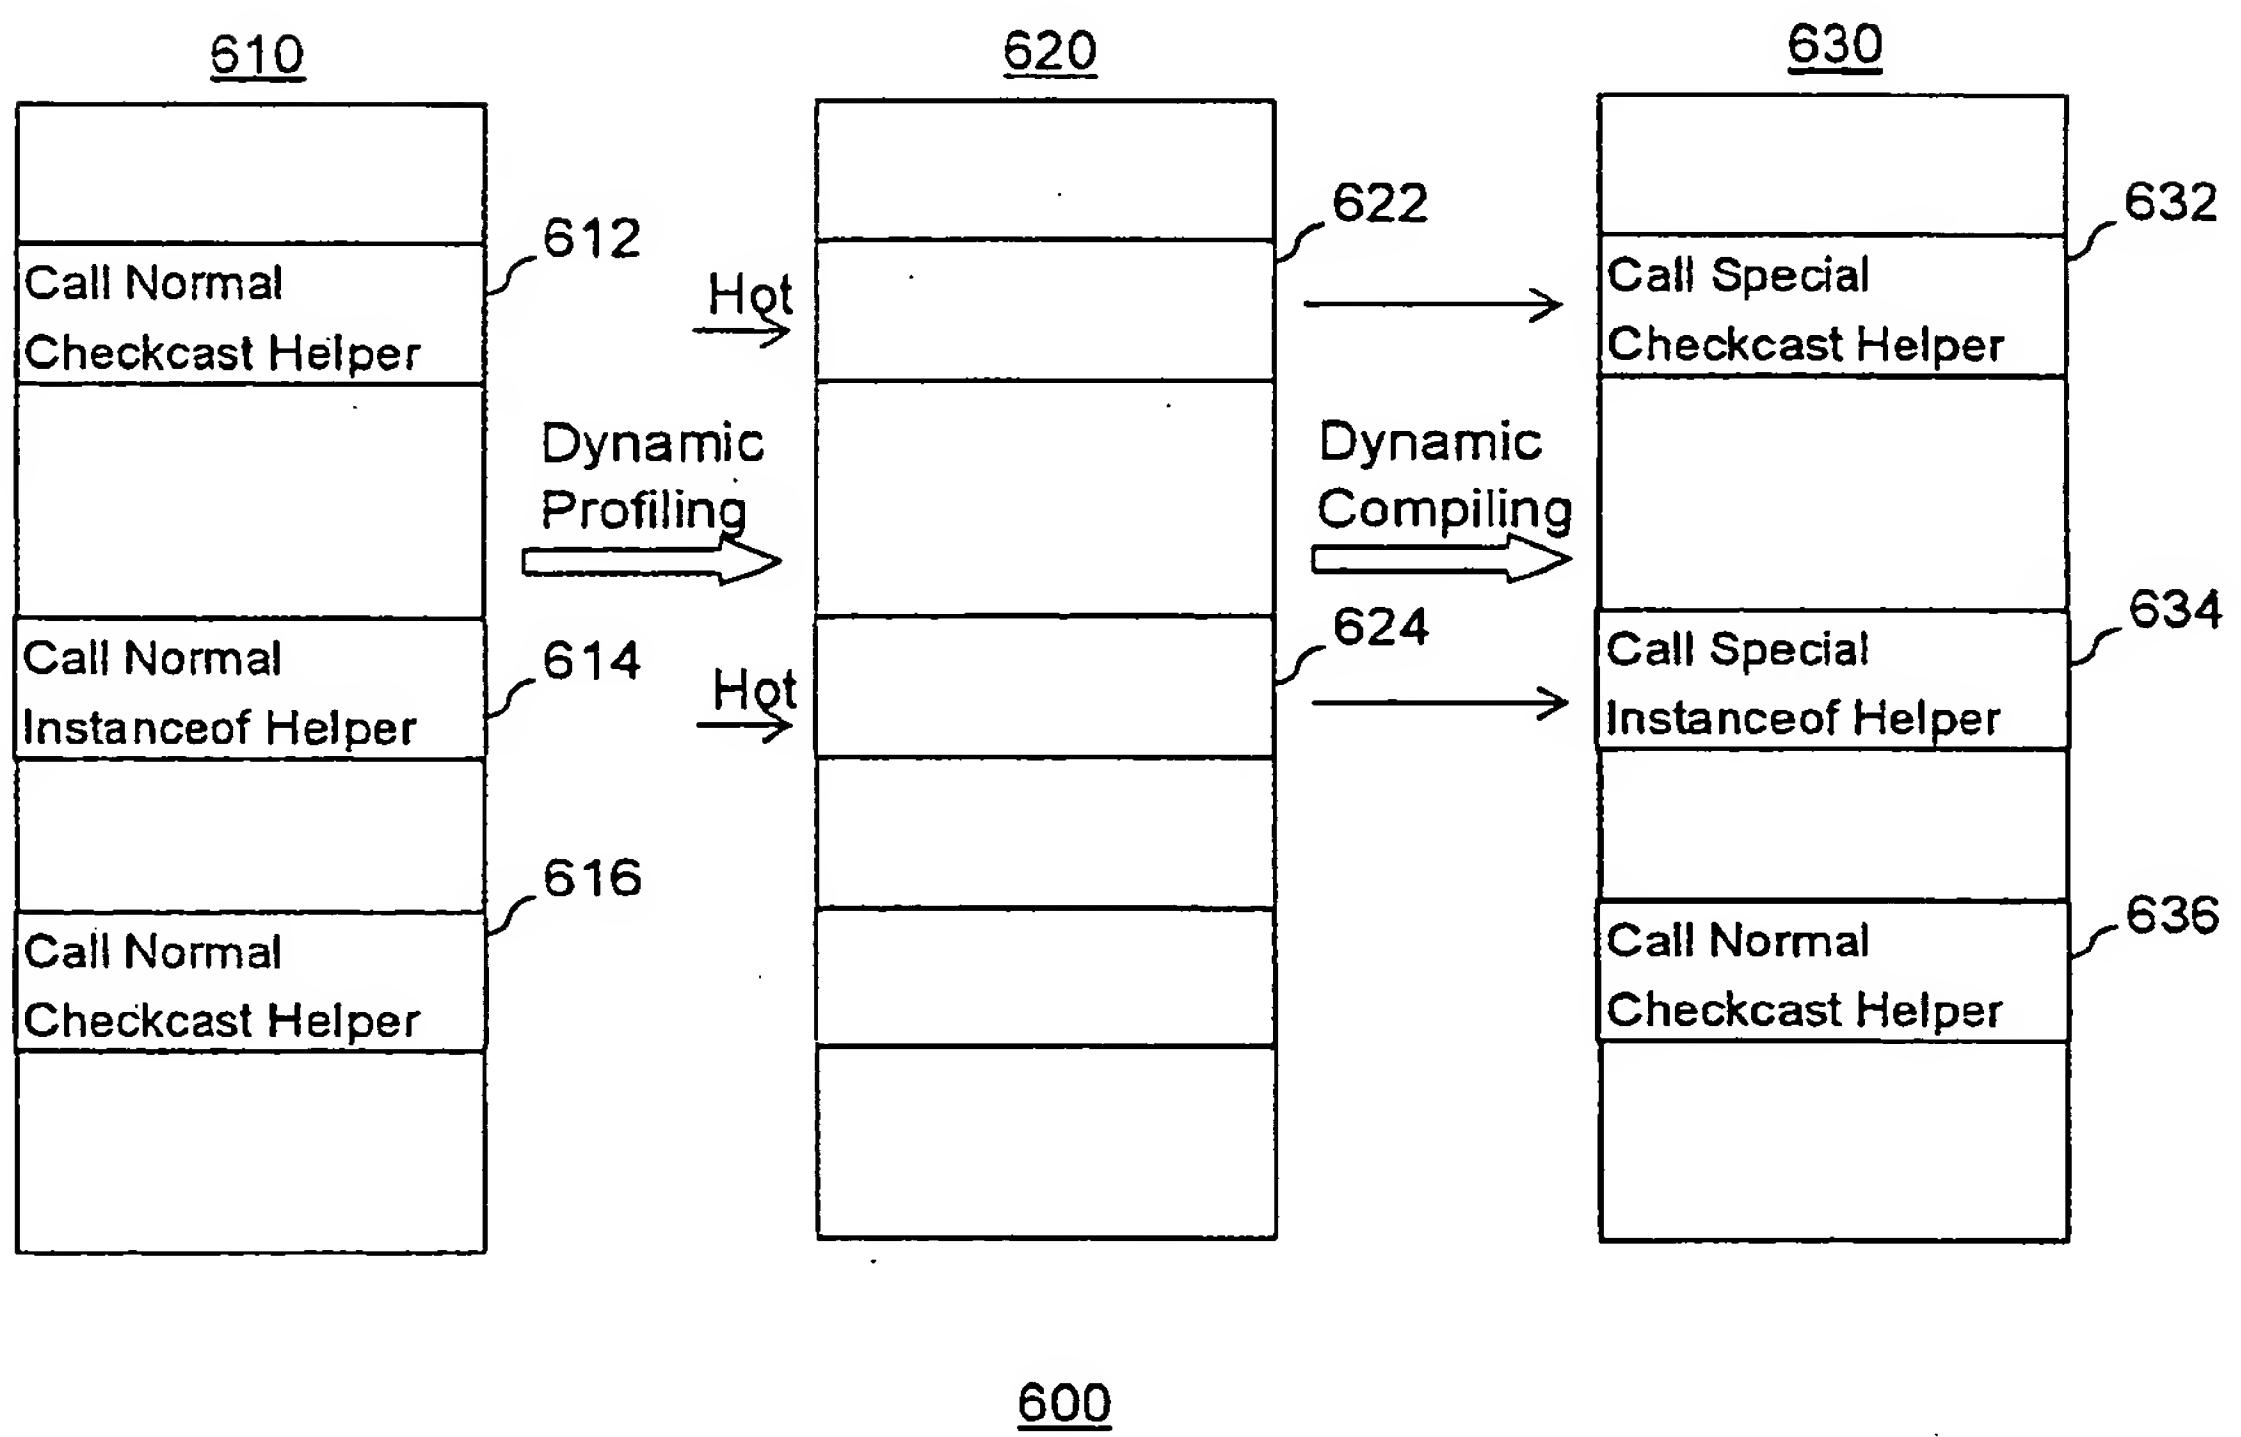 610
620
630
612
622
632
Call Normal
Checkcast Helper
Hot
Call Special
Checkcast Helper
Dynamic
Profiling
Dynamic
Compiling
614
624
634
Call Normal
Instanceof Helper
Hot
Call Special
Instanceof Helper
616
636
Call Normal
Checkcast Helper
Call Normal
Checkcast Helper
600